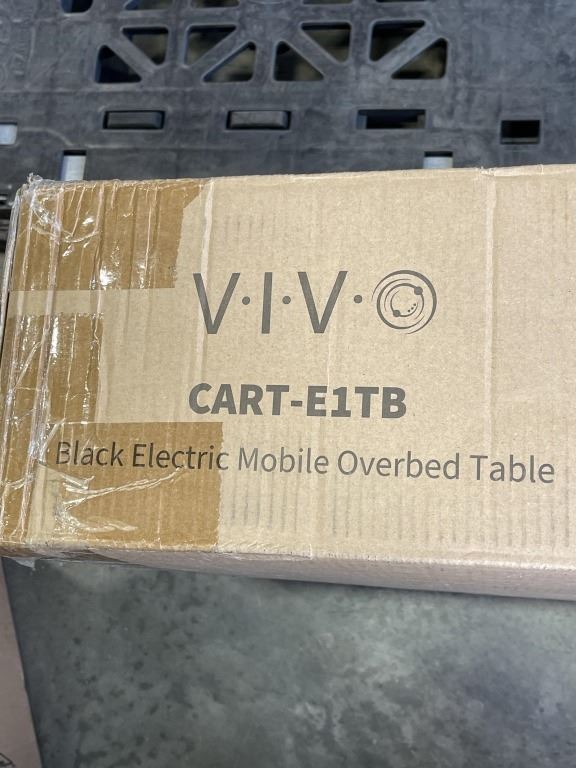 V·I·V·O
CART-E1TB
Black Electric Mobile Overbed Table